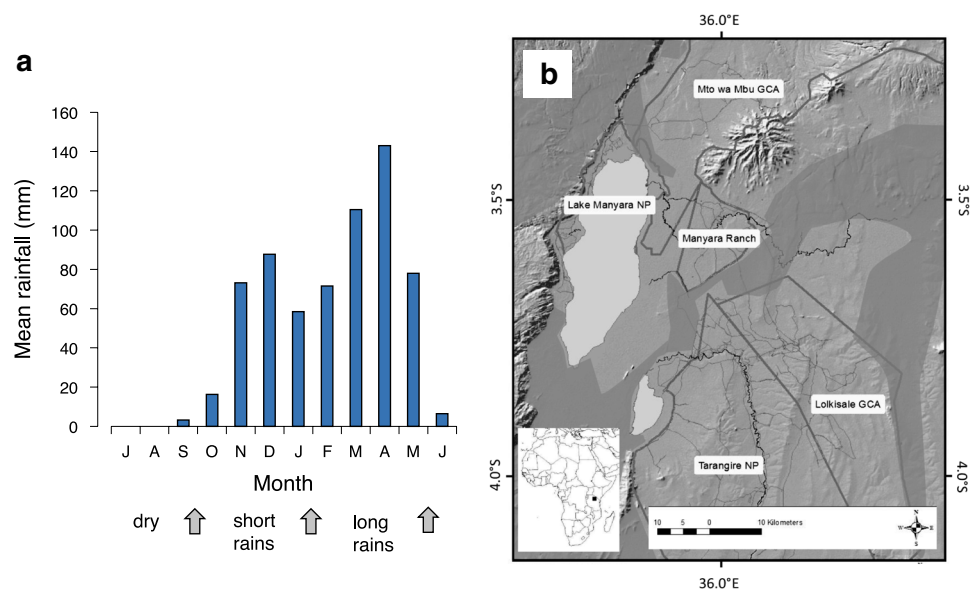 a
160
140
120
100
80
60
40
20
0
Mean rainfall (mm)
J A S O N D J F M A M J
Month
dry
short
rains
long
rains
36.0°E
b
Mto wa Mbu GCA
3.5°S
3.5°S
Lake Manyara NP
Manyara Ranch
Lolkisale GCA
Tarangire NP
4.0°S
4.0°S
10 5 0 10 Kilometers
N
W E
S
36.0°E